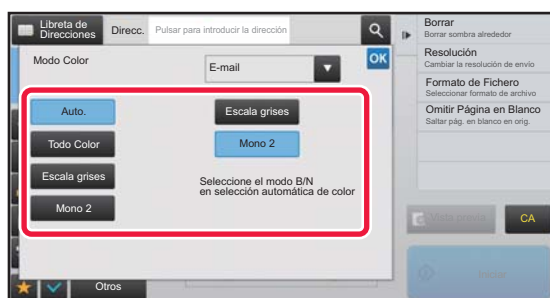 Libreta de
Direcciones
Direcc.
Pulsar para introducir la dirección
Modo Color
E-mail
OK
Auto.
Todo Color
Escala grises
Mono 2
Escala grises
Mono 2
Seleccione el modo B/N
en selección automática de color
Otros
Borrar
Borrar sombra alrededor
Resolución
Cambiar la resolución de envío
Formato de Fichero
Seleccionar formato de archivo
Omitir Página en Blanco
Saltar pág. en blanco en orig.
CA
Iniciar